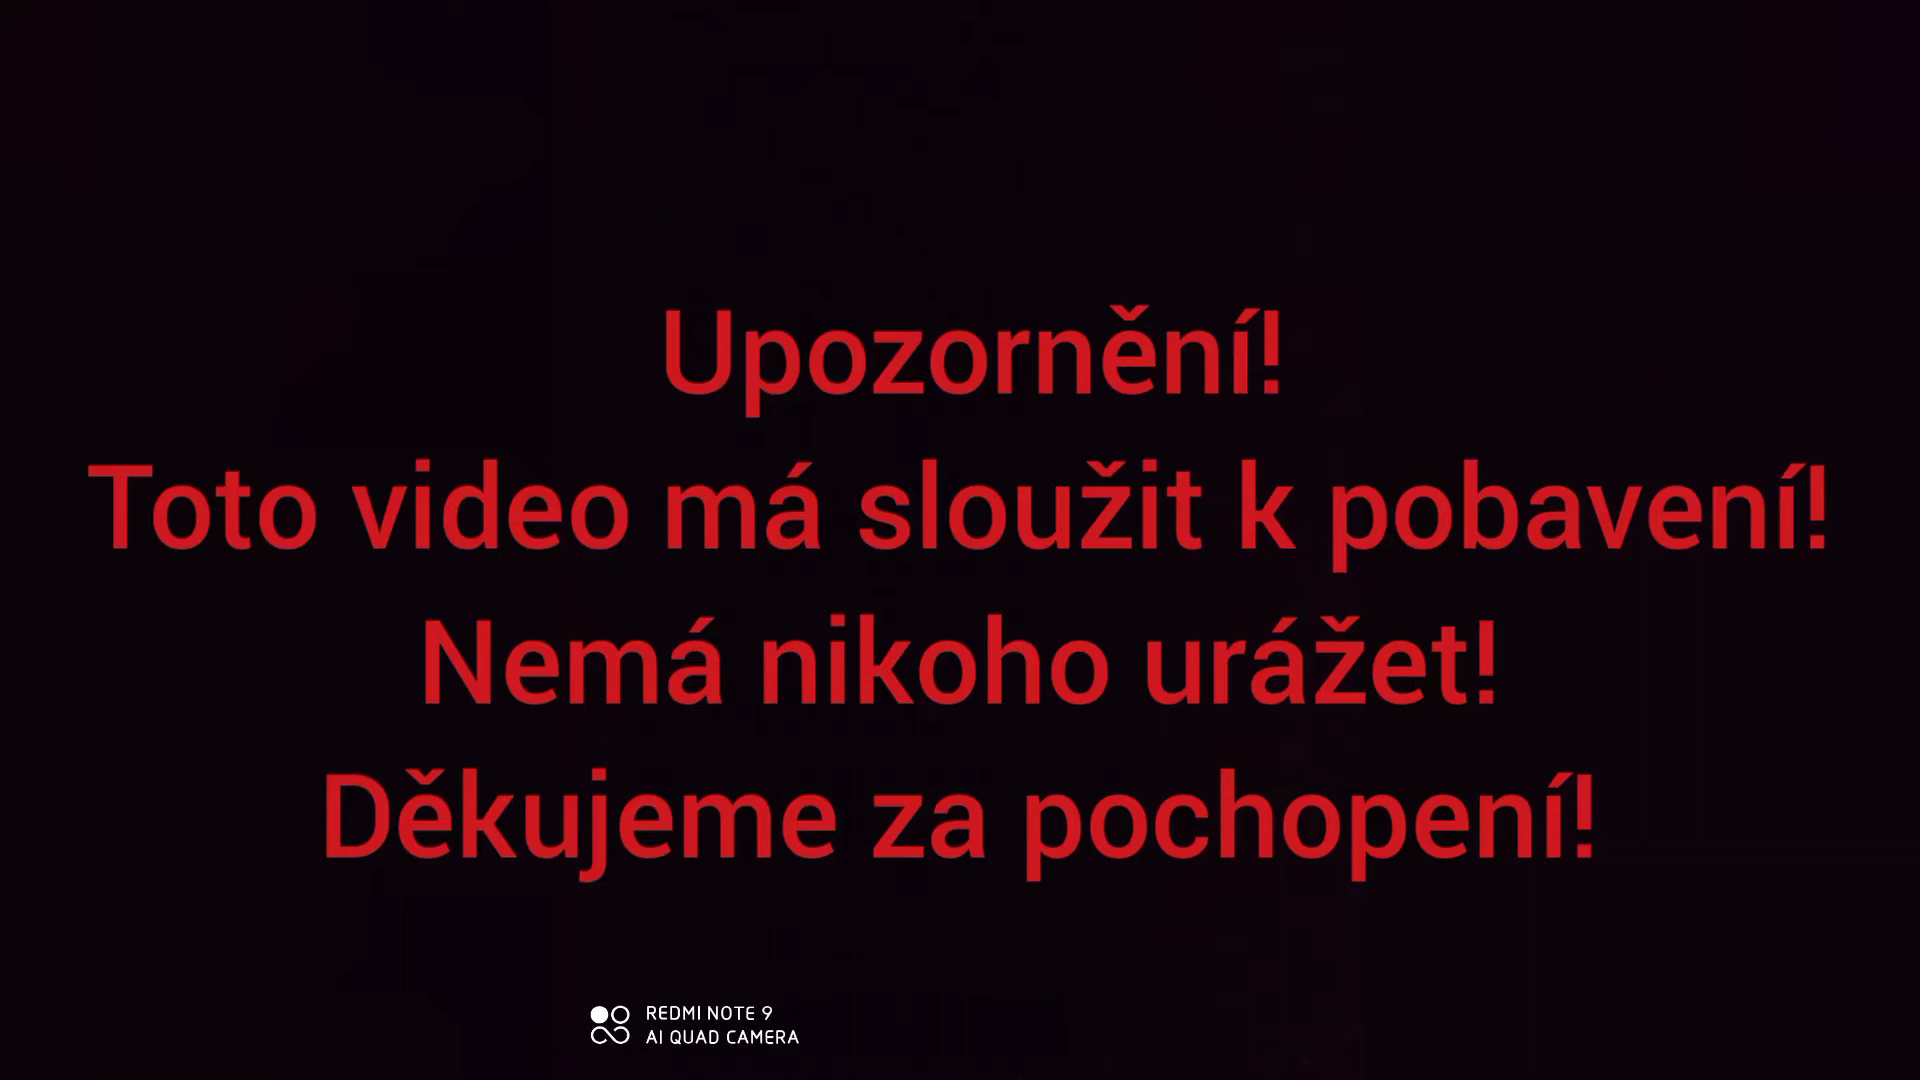 Upozornění!
Toto video má sloužit k pobavení!
Nemá nikoho urážet!
Děkujeme za pochopení!
REDMI NOTE 9
AI QUAD CAMERA